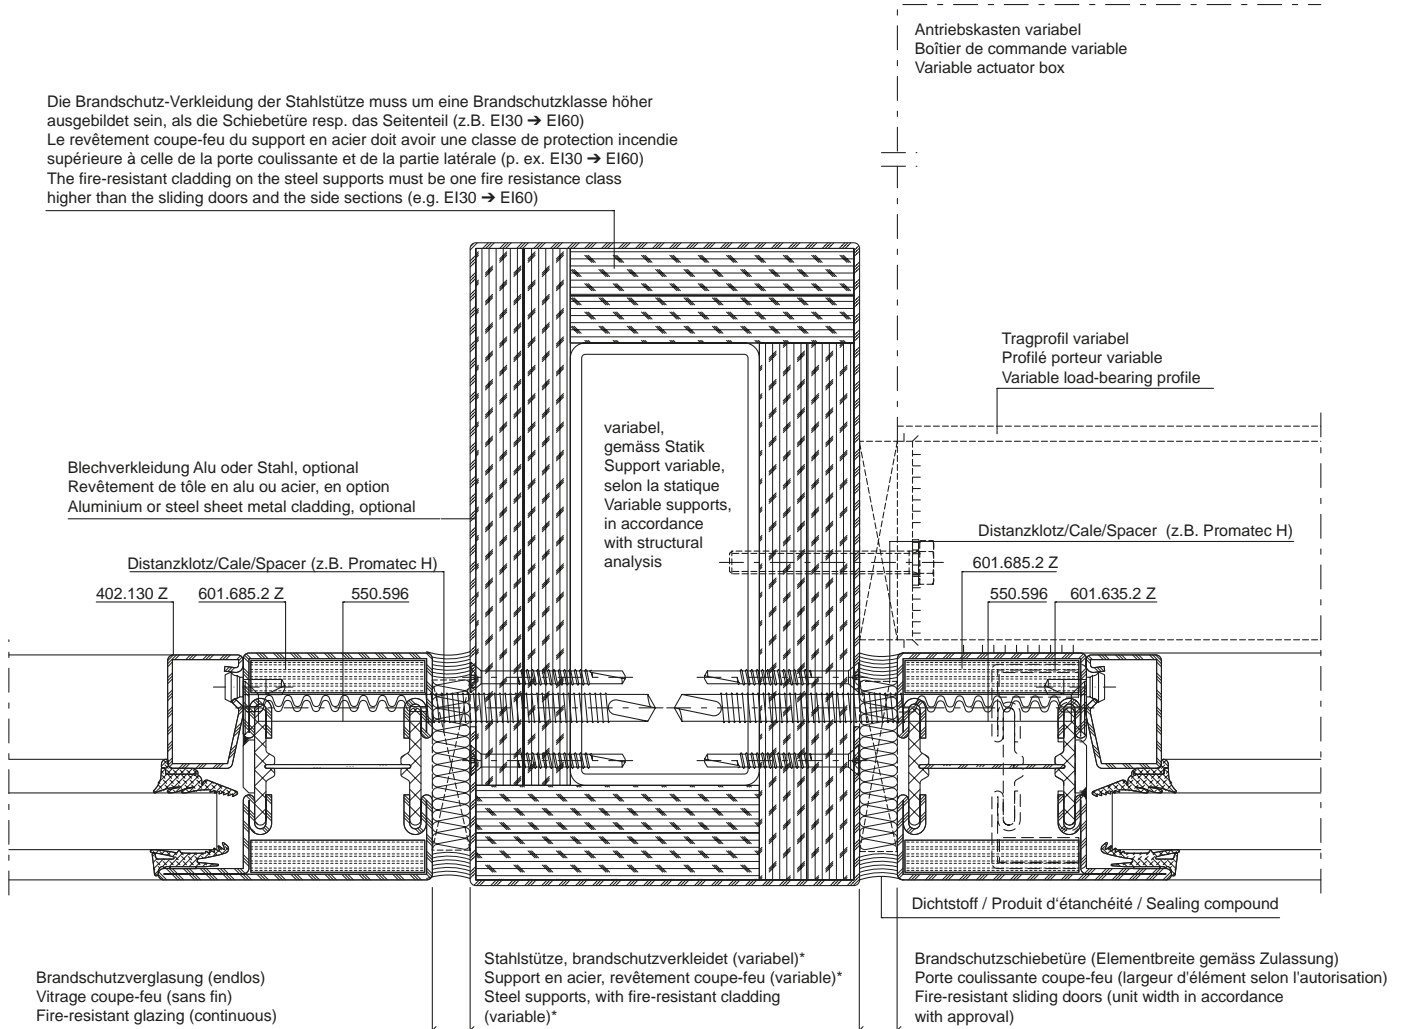 Antriebskasten variabel
Boîtier de commande variable
Variable actuator box
Die Brandschutz-Verkleidung der Stahlstütze muss um eine Brandschutzklasse höher
ausgebildet sein, als die Schiebetüre resp. das Seitenteil (z.B. EI30 ➔ EI60)
Le revêtement coupe-feu du support en acier doit avoir une classe de protection incendie
supérieure à celle de la porte coulissante et de la partie latérale (p. ex. EI30 ➔ EI60)
The fire-resistant cladding on the steel supports must be one fire resistance class
higher than the sliding doors and the side sections (e.g. EI30 ➔ EI60)
Tragprofil variabel
Profilé porteur variable
Variable load-bearing profile
variabel,
gemäss Statik
Support variable,
selon la statique
Variable supports,
in accordance
with structural
analysis
Blechverkleidung Alu oder Stahl, optional
Revêtement de tôle en alu ou acier, en option
Aluminium or steel sheet metal cladding, optional
Distanzklotz/Cale/Spacer (z.B. Promatec H)
402.130 Z 601.685.2 Z 550.596
Distanzklotz/Cale/Spacer (z.B. Promatec H)
601.685.2 Z
550.596 601.635.2 Z
Dichtstoff / Produit d‘étanchéité / Sealing compound
Brandschutzverglasung (endlos)
Vitrage coupe-feu (sans fin)
Fire-resistant glazing (continuous)
Stahlstütze, brandschutzverkleidet (variabel)*
Support en acier, revêtement coupe-feu (variable)*
Steel supports, with fire-resistant cladding
(variable)*
Brandschutzschiebetüre (Elementbreite gemäss Zulassung)
Porte coulissante coupe-feu (largeur d'élément selon l'autorisation)
Fire-resistant sliding doors (unit width in accordance
with approval)